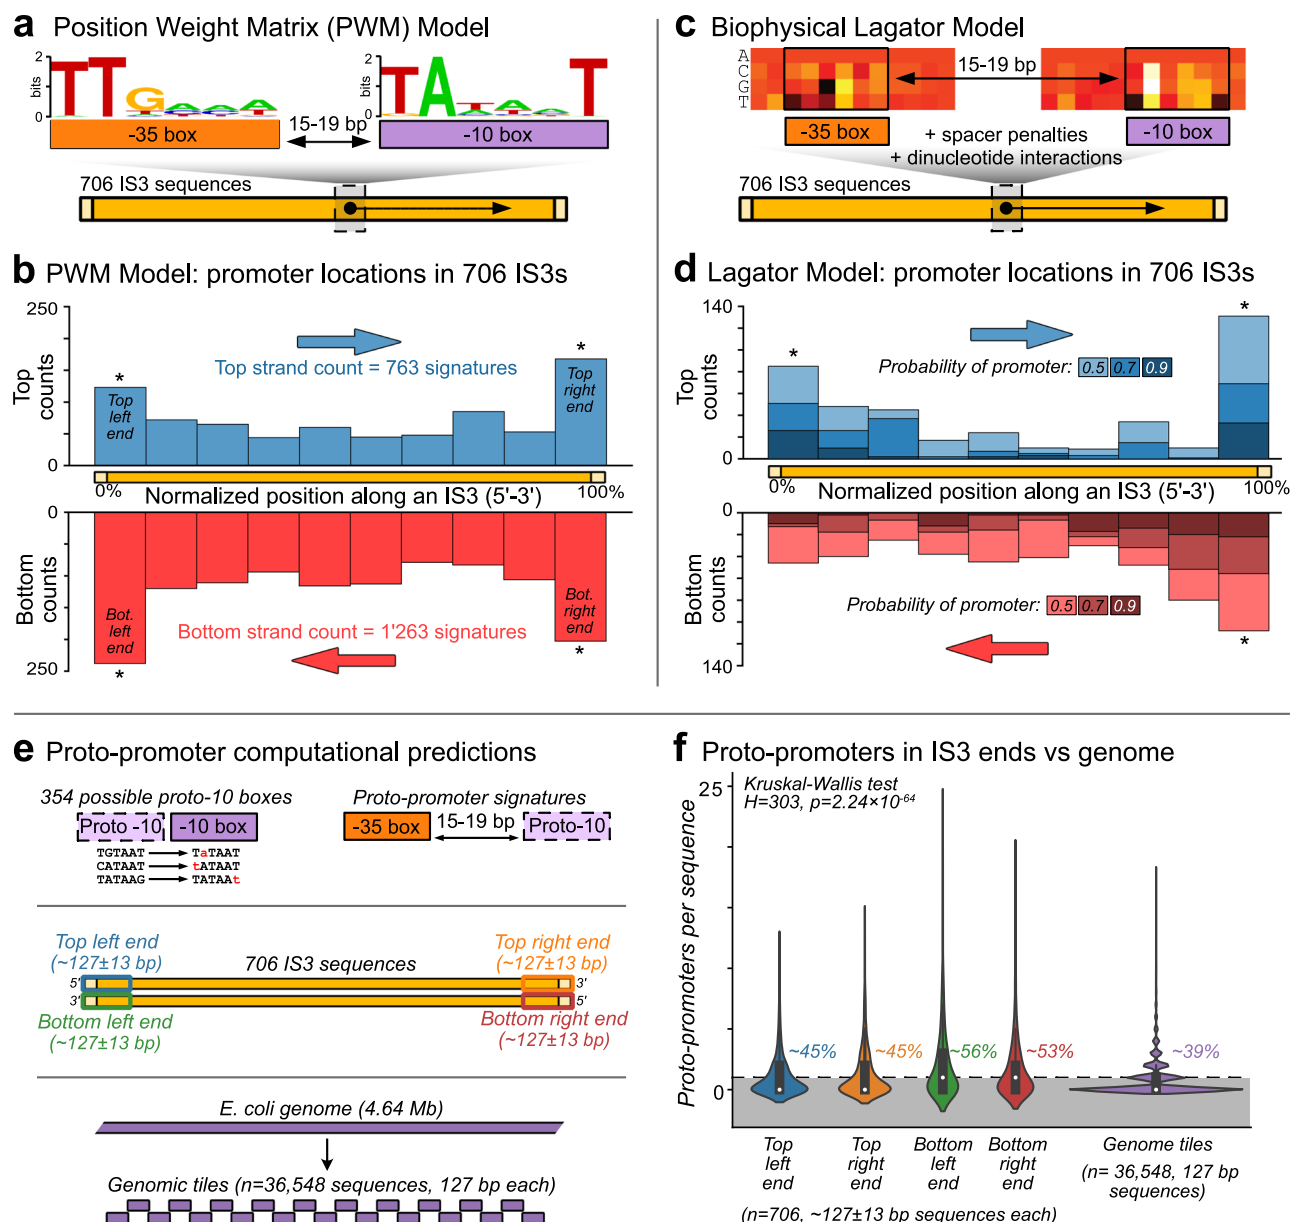 a Position Weight Matrix (PWM) Model
2
bits
0
TTGAAA
2
bits
0
TATAAT
-35 box
15-19 bp
-10 box
706 IS3 sequences
b PWM Model: promoter locations in 706 IS3s
250
Top counts
0
*
Top left end
Top strand count = 763 signatures
*
Top right end
0%
Normalized position along an IS3 (5'-3')
100%
0
Bottom counts
250
Bot. left end
*
Bottom strand count = 1'263 signatures
Bot. right end
*
c Biophysical Lagator Model
A
C
G
T
15-19 bp
-35 box
+ spacer penalties
+ dinucleotide interactions
-10 box
706 IS3 sequences
d Lagator Model: promoter locations in 706 IS3s
140
Top counts
0
*
Probability of promoter: 0.5 0.7 0.9
*
0%
Normalized position along an IS3 (5'-3')
100%
0
Bottom counts
140
Probability of promoter: 0.5 0.7 0.9
*
e Proto-promoter computational predictions
354 possible proto-10 boxes
Proto -10
-10 box
TGTAAT TaTAAT
CATAAT tATAAT
TATAAG TATAAt
Proto-promoter signatures
-35 box
15-19 bp
Proto-10
Top left end
(~127±13 bp)
706 IS3 sequences
Top right end
(~127±13 bp)
5'
3'
3'
5'
Bottom left end
(~127±13 bp)
Bottom right end
(~127±13 bp)
E. coli genome (4.64 Mb)
Genomic tiles (n=36,548 sequences, 127 bp each)
f Proto-promoters in IS3 ends vs genome
Kruskal-Wallis test
H=303, p=2.24×10⁻⁶⁴
25
Proto-promoters per sequence
0
~45%
~45%
~56%
~53%
~39%
Top left end
Top right end
Bottom left end
Bottom right end
Genome tiles
(n= 36,548, 127 bp
sequences)
(n=706, ~127±13 bp sequences each)